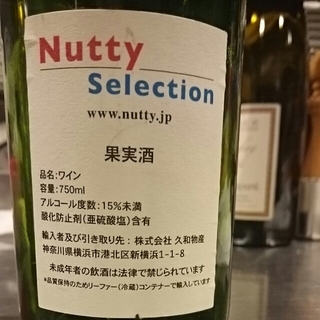 Nutty
Selection
www.nutty.jp
果実酒
品名:ワイン
容量:750ml
アルコール度数:15%未満
酸化防止剤(亜硫酸塩)含有
輸入者及び引き取り先:株式会社 久和物産
神奈川県横浜市港北区新横浜1-1-8
未成年者の飲酒は法律で禁じられています
*品質保持のためリーファー(冷蔵)コンテナーで輸入しています